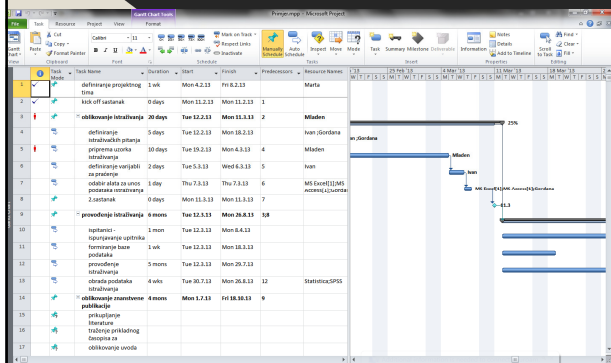 Gantt Chart Tools
primjer.mpp - Microsoft Project
File Task Resource Project View Format
Gantt Chart
Paste
Cut
Copy
Format Painter
Calibri 11
B I U
Mark on Track
Respect Links
Inactivate
Manually Schedule
Auto Schedule
Inspect Move Mode
Task Summary Milestone Deliverable
Information
Notes
Details
Add to Timeline
Scroll to Task
Find
Clear
Fill
View Clipboard Font Schedule Tasks Insert Properties Editing
Task Mode Task Name Duration Start Finish Predecessors Resource Names
'13 25 Feb '13 4 Mar '13 11 Mar '13 18 Mar '13
W T F S S M T W T F S S M T W T F S S M T W T F S S M T W T F S S
1 definiranje projektnog tima 1 wk Mon 4.2.13 Fri 8.2.13 Marta
2 kick off sastanak 0 days Mon 11.2.13 Mon 11.2.13 1
3 oblikovanje istraživanja 20 days Tue 12.2.13 Mon 11.3.13 2 Mladen
25%
4 definiranje istraživačkih pitanja 5 days Tue 12.2.13 Mon 18.2.13 Ivan ;Gordana
an ;Gordana
5 priprema uzorka istraživanja 10 days Tue 19.2.13 Mon 4.3.13 4 Mladen
Mladen
6 definiranje varijabli za praćenje 2 days Tue 5.3.13 Wed 6.3.13 5 Ivan
Ivan
7 odabir alata za unos podataka istraživanja 1 day Thu 7.3.13 Thu 7.3.13 6 MS Excel[1];MS Access[1];Gordana
MS Excel[1];MS Access[1];Gordana
8 2.sastanak 0 days Mon 11.3.13 Mon 11.3.13 7
11.3
9 provođenje istraživanja 6 mons Tue 12.3.13 Mon 26.8.13 3;8
10 ispitanici - ispunjavanje upitnika 1 mon Tue 12.3.13 Mon 8.4.13
11 formiranje baze podataka 1 wk Tue 12.3.13 Mon 18.3.13
12 provođenje istraživanja 5 mons Tue 12.3.13 Mon 29.7.13
13 obrada podataka istraživanja 4 wks Tue 30.7.13 Mon 26.8.13 12 Statistica;SPSS
14 oblikovanje znanstvene publikacije 4 mons Mon 1.7.13 Fri 18.10.13 9
15 prikupljanje literature
16 traženje prikladnog časopisa za
17 oblikovanje uvoda